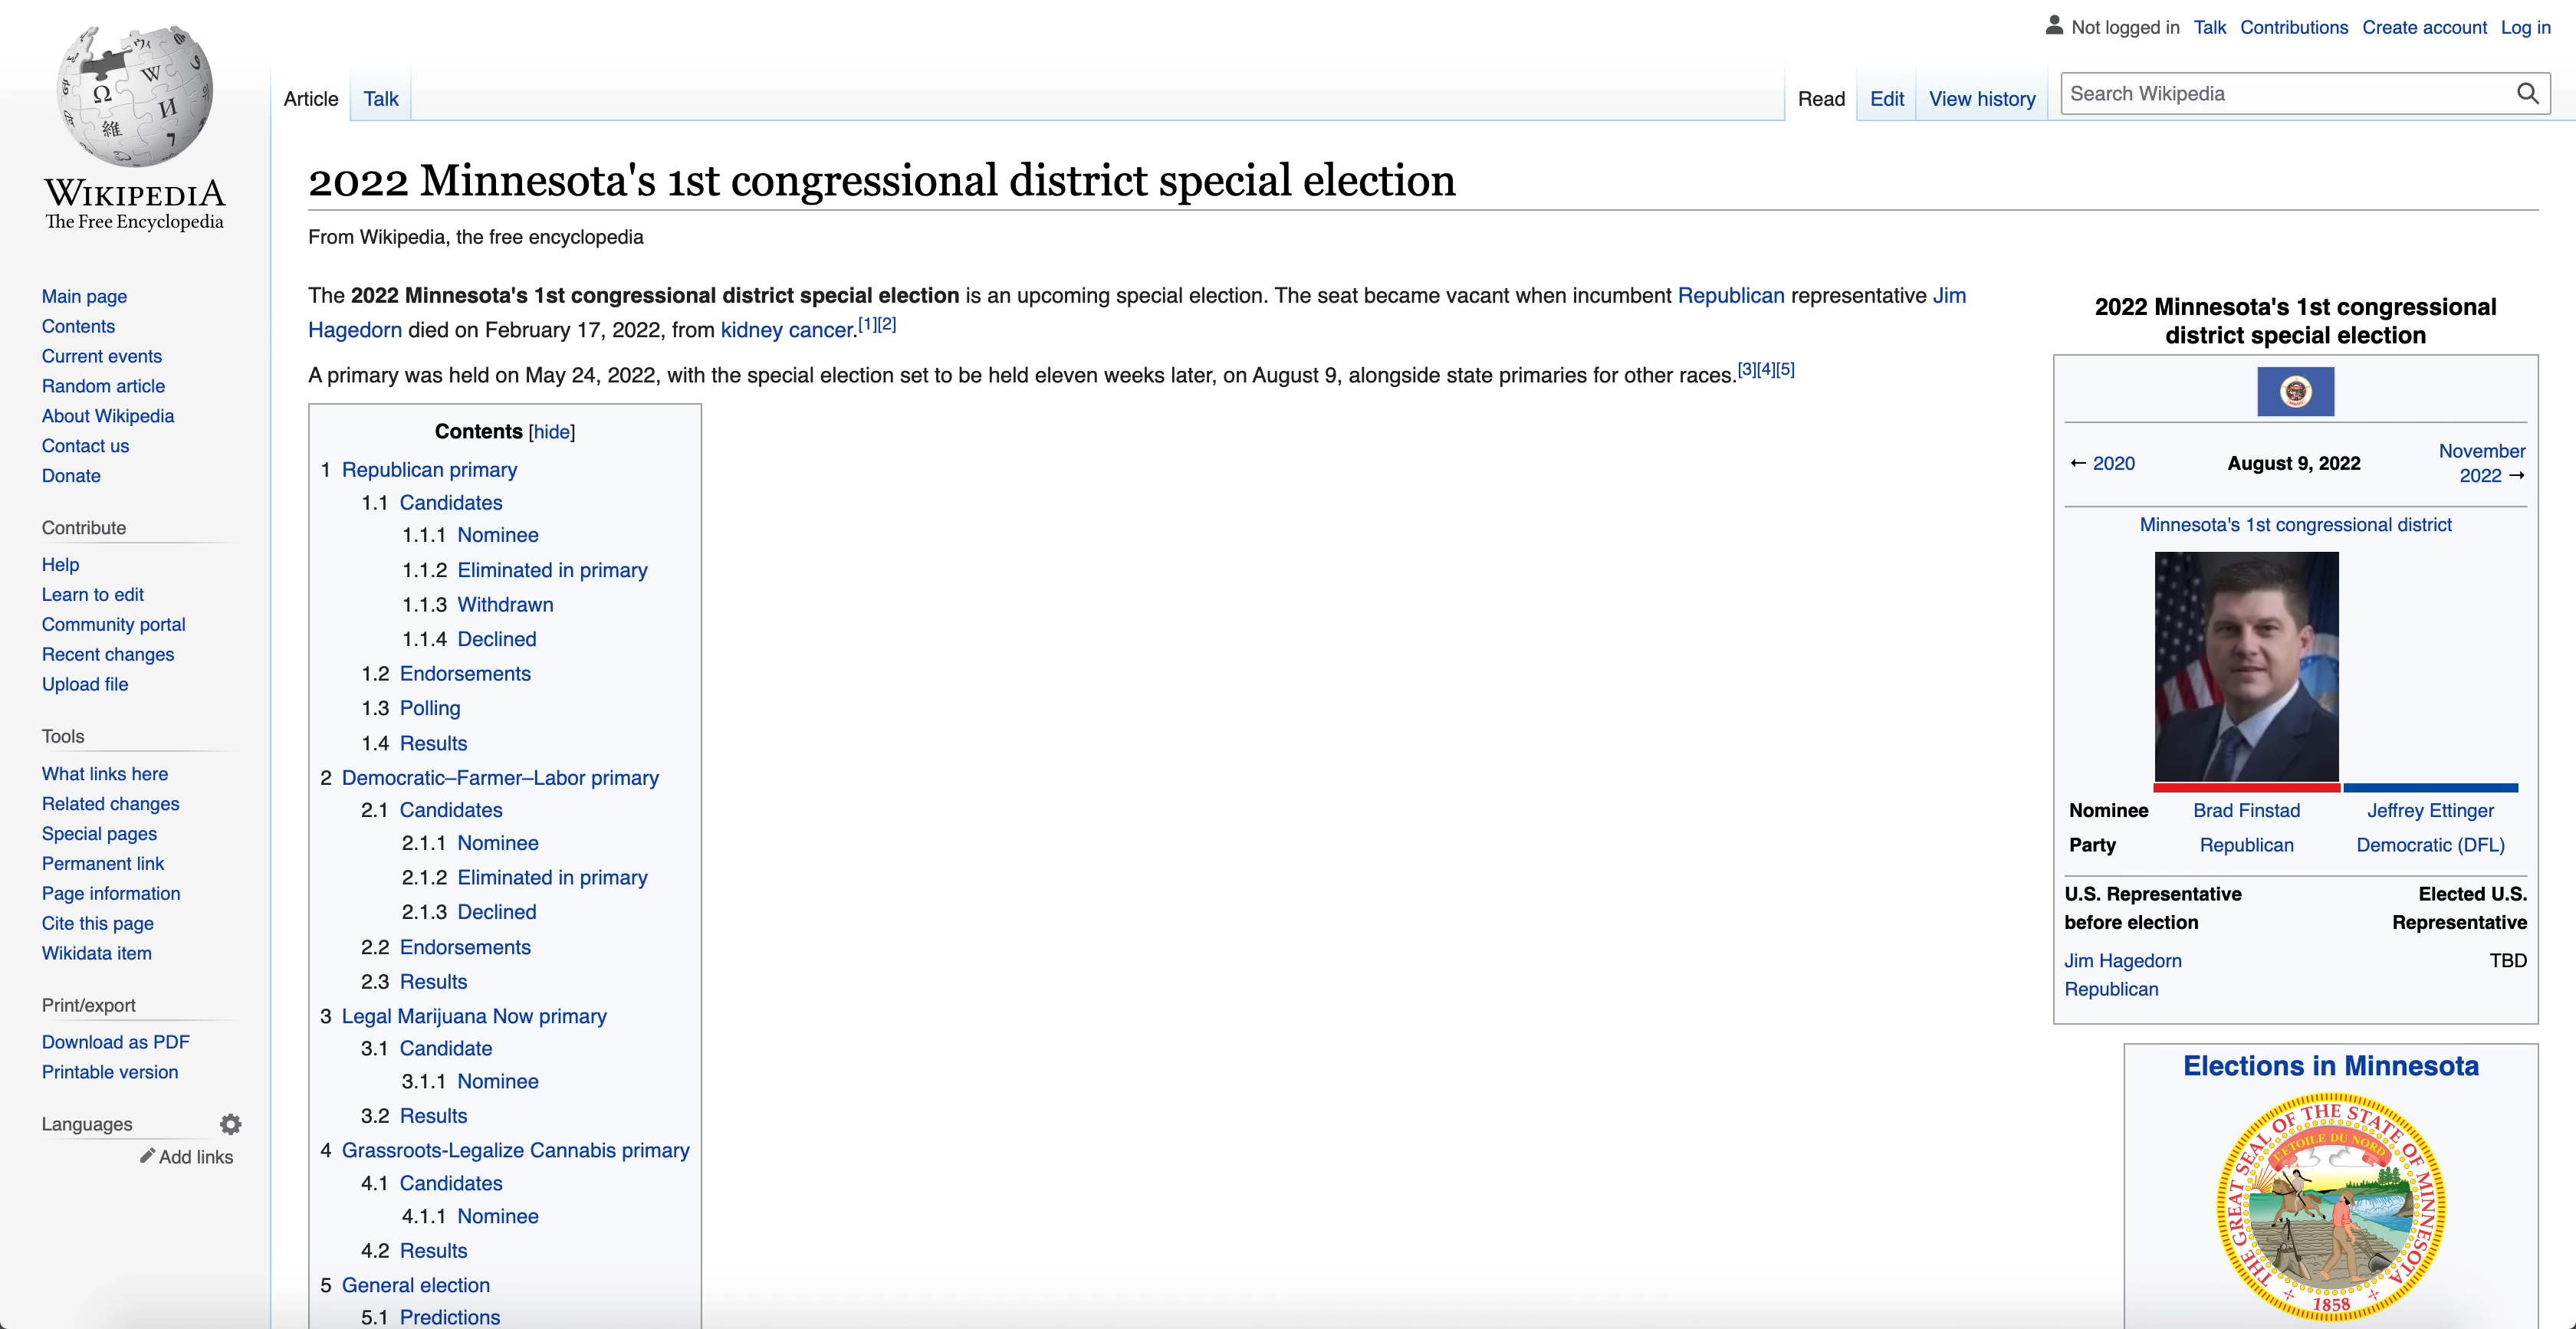 Not logged in Talk Contributions Create account Log in
Article Talk Read Edit View history Search Wikipedia
WIKIPEDIA
The Free Encyclopedia
Main page
Contents
Current events
Random article
About Wikipedia
Contact us
Donate
Contribute
Help
Learn to edit
Community portal
Recent changes
Upload file
Tools
What links here
Related changes
Special pages
Permanent link
Page information
Cite this page
Wikidata item
Print/export
Download as PDF
Printable version
Languages
Add links
2022 Minnesota's 1st congressional district special election
From Wikipedia, the free encyclopedia
The 2022 Minnesota's 1st congressional district special election is an upcoming special election. The seat became vacant when incumbent Republican representative Jim
Hagedorn died on February 17, 2022, from kidney cancer.[1][2]
A primary was held on May 24, 2022, with the special election set to be held eleven weeks later, on August 9, alongside state primaries for other races.[3][4][5]
Contents [hide]
1 Republican primary
1.1 Candidates
1.1.1 Nominee
1.1.2 Eliminated in primary
1.1.3 Withdrawn
1.1.4 Declined
1.2 Endorsements
1.3 Polling
1.4 Results
2 Democratic–Farmer–Labor primary
2.1 Candidates
2.1.1 Nominee
2.1.2 Eliminated in primary
2.1.3 Declined
2.2 Endorsements
2.3 Results
3 Legal Marijuana Now primary
3.1 Candidate
3.1.1 Nominee
3.2 Results
4 Grassroots-Legalize Cannabis primary
4.1 Candidates
4.1.1 Nominee
4.2 Results
5 General election
5.1 Predictions
2022 Minnesota's 1st congressional
district special election
← 2020 August 9, 2022 November
2022 →
Minnesota's 1st congressional district
Nominee Brad Finstad Jeffrey Ettinger
Party Republican Democratic (DFL)
U.S. Representative
before election
Elected U.S.
Representative
Jim Hagedorn
Republican
TBD
Elections in Minnesota
THE GREAT SEAL OF THE STATE OF MINNESOTA
L'ETOILE DU NORD
1858